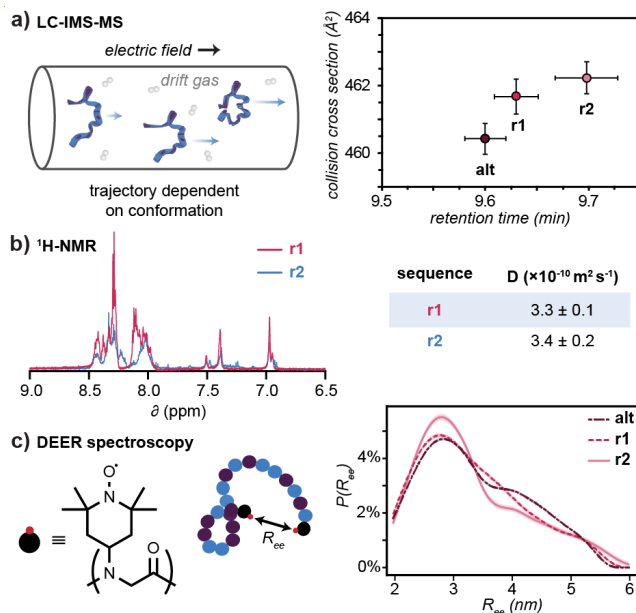 a) LC-IMS-MS
electric field
drift gas
trajectory dependent
on conformation
collision cross section (Å²)
464
462
460
alt
r1
r2
9.5
9.6
9.7
retention time (min)
b) ¹H-NMR
r1
r2
9.0
8.5
8.0
7.5
7.0
6.5
∂ (ppm)
sequence
D (×10⁻¹⁰ m² s⁻¹)
r1
3.3 ± 0.1
r2
3.4 ± 0.2
c) DEER spectroscopy
O•
N
≡
N
O
Ree
P(Ree)
4%
2%
0%
alt
r1
r2
2
3
4
5
6
Ree (nm)